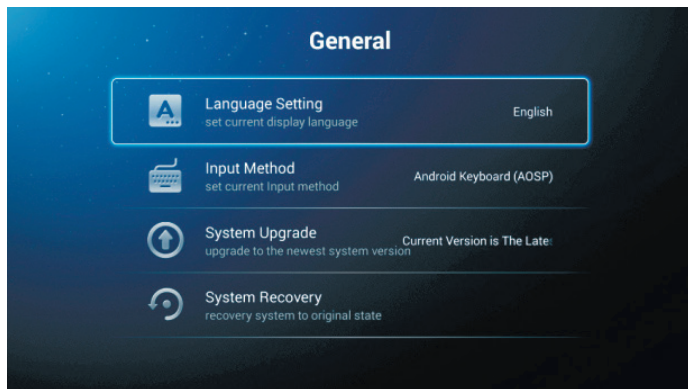 General
Language Setting
set current display language
English
Input Method
set current Input method
Android Keyboard (AOSP)
System Upgrade
upgrade to the newest system version
Current Version is The Late
System Recovery
recovery system to original state